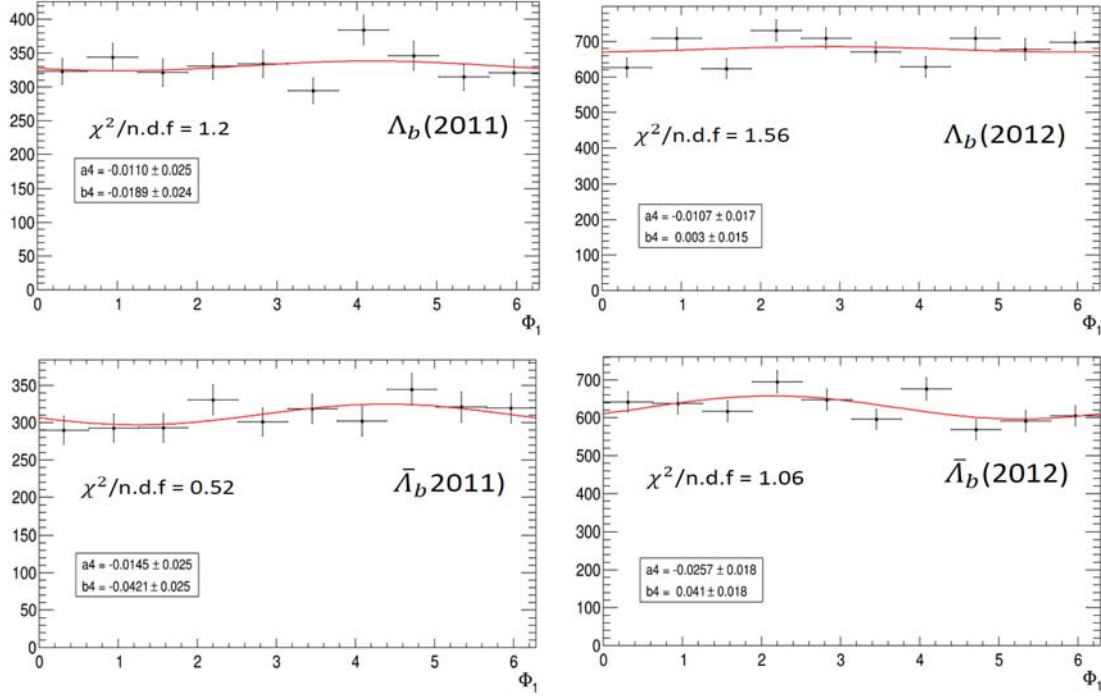 400
350
300
250
200
150
100
50
0
χ²/n.d.f = 1.2
Λb(2011)
a4 = -0.0110 ± 0.025
b4 = -0.0189 ± 0.024
0 1 2 3 4 5 6
Φ1
700
600
500
400
300
200
100
0
χ²/n.d.f = 1.56
Λb(2012)
a4 = -0.0107 ± 0.017
b4 = 0.003 ± 0.015
0 1 2 3 4 5 6
Φ1
350
300
250
200
150
100
50
0
χ²/n.d.f = 0.52
Λ̄b2011)
a4 = -0.0145 ± 0.025
b4 = -0.0421 ± 0.025
0 1 2 3 4 5 6
Φ1
700
600
500
400
300
200
100
0
χ²/n.d.f = 1.06
Λ̄b(2012)
a4 = -0.0257 ± 0.018
b4 = 0.041 ± 0.018
0 1 2 3 4 5 6
Φ1